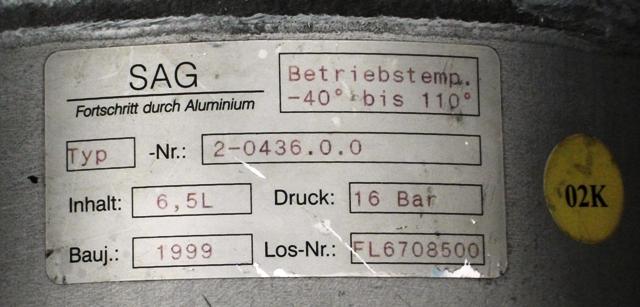 SAG
Fortschritt durch Aluminium
Betriebstemp.
-40° bis 110°
Typ -Nr.: 2-0436.0.0
Inhalt: 6,5L Druck: 16 Bar
Bauj.: 1999 Los-Nr.: FL6708500
02K